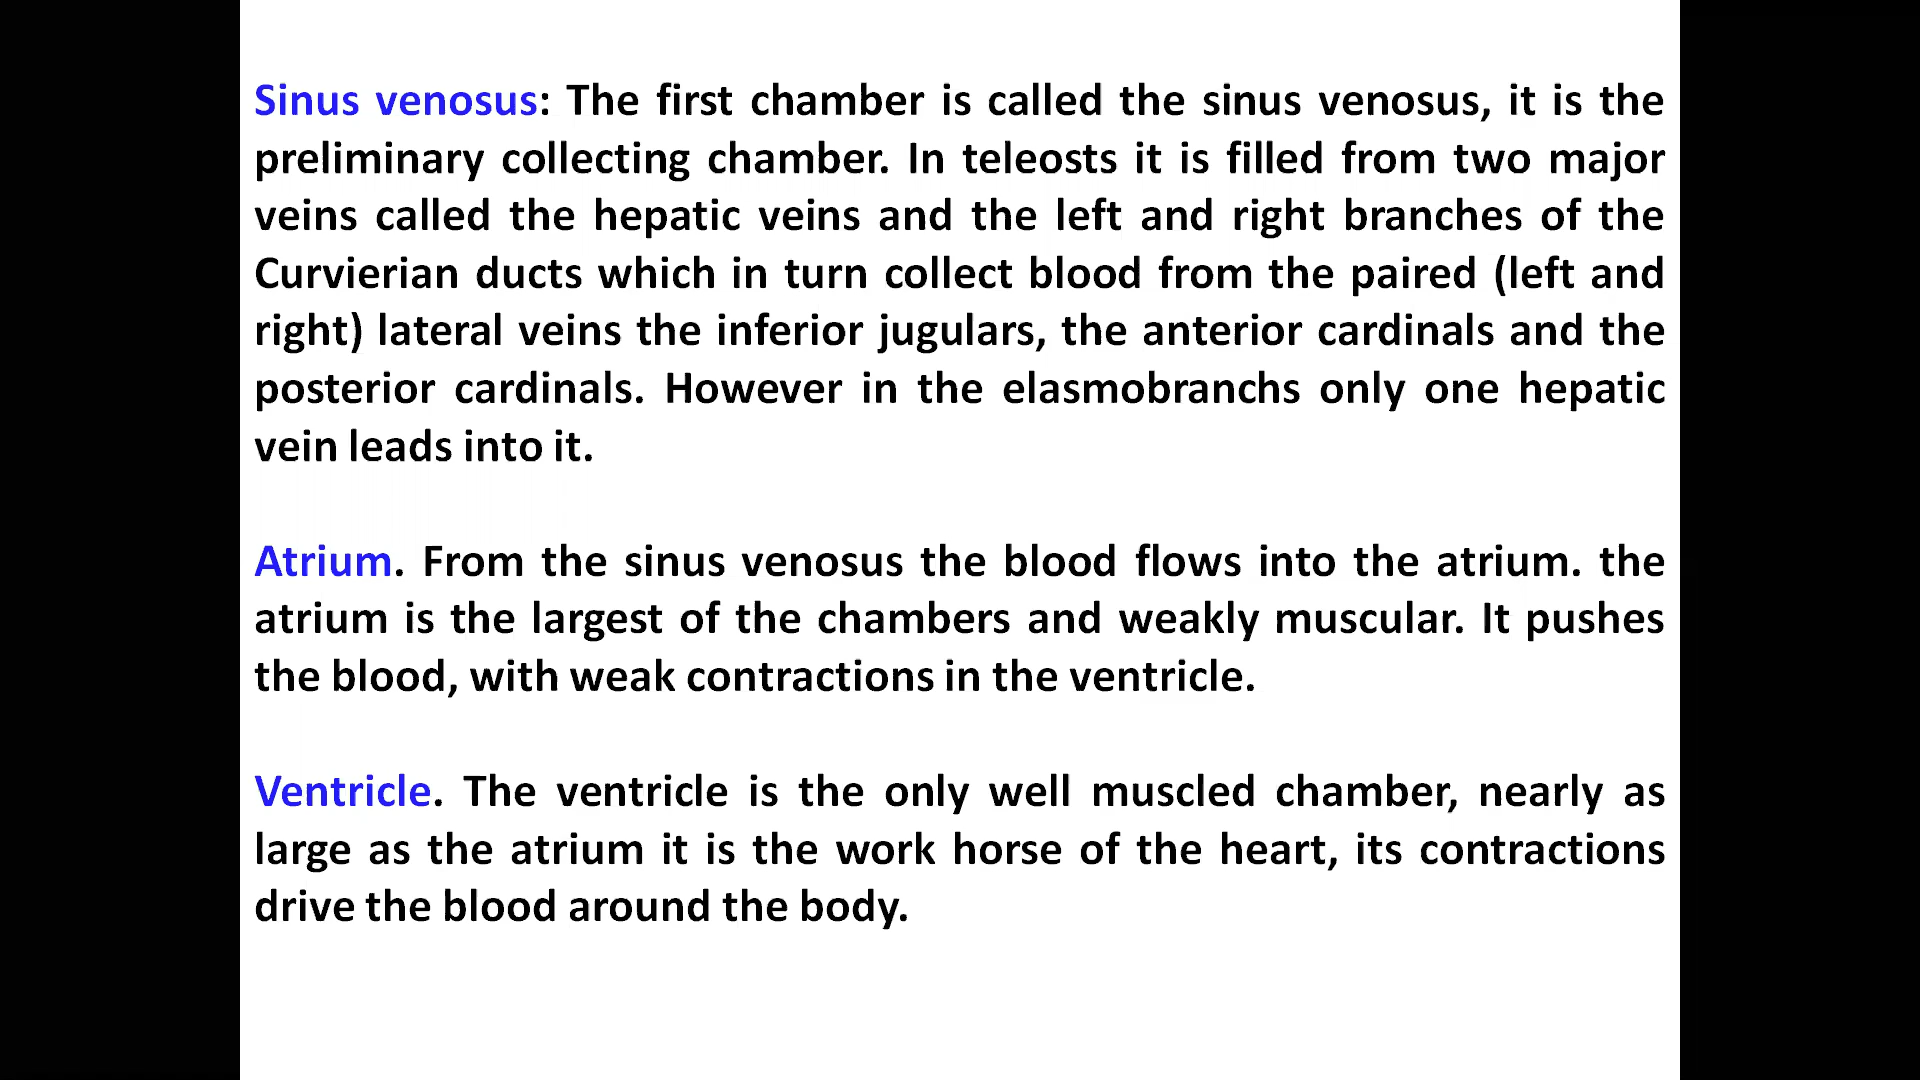 Sinus venosus: The first chamber is called the sinus venosus, it is the
preliminary collecting chamber. In teleosts it is filled from two major
veins called the hepatic veins and the left and right branches of the
Curvierian ducts which in turn collect blood from the paired (left and
right) lateral veins the inferior jugulars, the anterior cardinals and the
posterior cardinals. However in the elasmobranchs only one hepatic
vein leads into it.
Atrium. From the sinus venosus the blood flows into the atrium. the
atrium is the largest of the chambers and weakly muscular. It pushes
the blood, with weak contractions in the ventricle.
Ventricle. The ventricle is the only well muscled chamber, nearly as
large as the atrium it is the work horse of the heart, its contractions
drive the blood around the body.